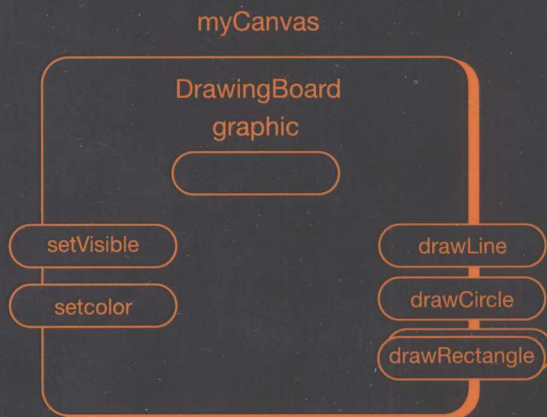 myCanvas
DrawingBoard
graphic
setVisible
drawLine
setcolor
drawCircle
drawRectangle